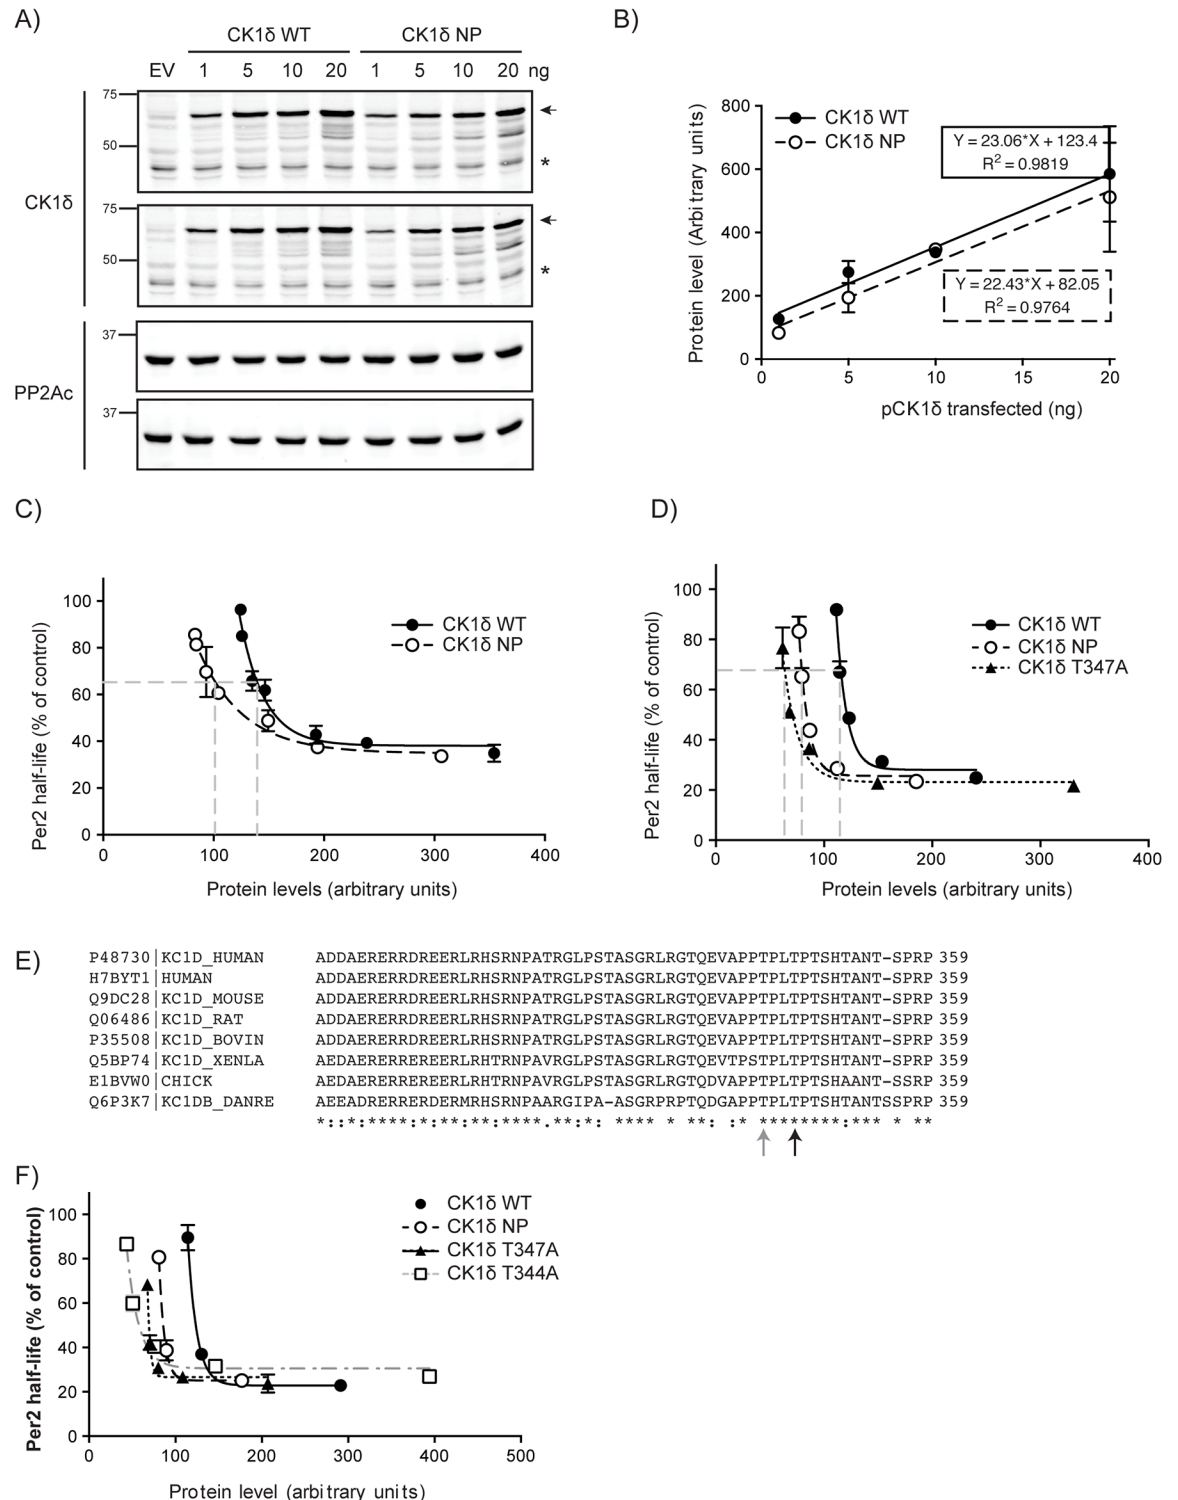 A)
CK1δ WT CK1δ NP
EV 1 5 10 20 1 5 10 20 ng
75
50
*
CK1δ
75
50
*
37
PP2Ac
37
B)
800
600
400
200
0
0 5 10 15 20
Protein level (Arbitrary units)
pCK1δ transfected (ng)
CK1δ WT
CK1δ NP
Y = 23.06*X + 123.4
R2 = 0.9819
Y = 22.43*X + 82.05
R2 = 0.9764
C)
100
80
60
40
20
0
0 100 200 300 400
Per2 half-life (% of control)
Protein levels (arbitrary units)
CK1δ WT
CK1δ NP
D)
100
80
60
40
20
0
0 100 200 300 400
Per2 half-life (% of control)
Protein levels (arbitrary units)
CK1δ WT
CK1δ NP
CK1δ T347A
E)
P48730|KC1D_HUMAN ADDAERERRDREERLRHSRNPATRGLPSTASGRLRGTQEVAPPTPLTPTSHTANT-SPRP 359
H7BYT1|HUMAN ADDAERERRDREERLRHSRNPATRGLPSTASGRLRGTQEVAPPTPLTPTSHTANT-SPRP 359
Q9DC28|KC1D_MOUSE ADDAERERRDREERLRHSRNPATRGLPSTASGRLRGTQEVAPPTPLTPTSHTANT-SPRP 359
Q06486|KC1D_RAT ADDAERERRDREERLRHSRNPATRGLPSTASGRLRGTQEVAPPTPLTPTSHTANT-SPRP 359
P35508|KC1D_BOVIN ADDAERERRDREERLRHSRNPATRGLPSTASGRLRGTQEVAPPTPLTPTSHTANT-SPRP 359
Q5BP74|KC1D_XENLA AEDAERERRDREERLRHTRNPAVRGLPSTASGRLRGTQEVTPSTPLTPTSHTANT-SPRP 359
E1BVW0|CHICK AEDAERERREREERLRHTRNPAVRGLPSTASGRLRGTQDVAPPTPLTPTSHAANT-SSRP 359
Q6P3K7|KC1DB_DANRE AEEADRERRERDERMRHSRNPAARGIPA-ASGRPRPTQDGAPPTPLTPTSHTANTSSPRP 359
*::*:****:*:**:*:****.**:*: **** * **: :* ********:*** * **
F)
100
80
60
40
20
0
0 100 200 300 400 500
Per2 half-life (% of control)
Protein level (arbitrary units)
CK1δ WT
CK1δ NP
CK1δ T347A
CK1δ T344A